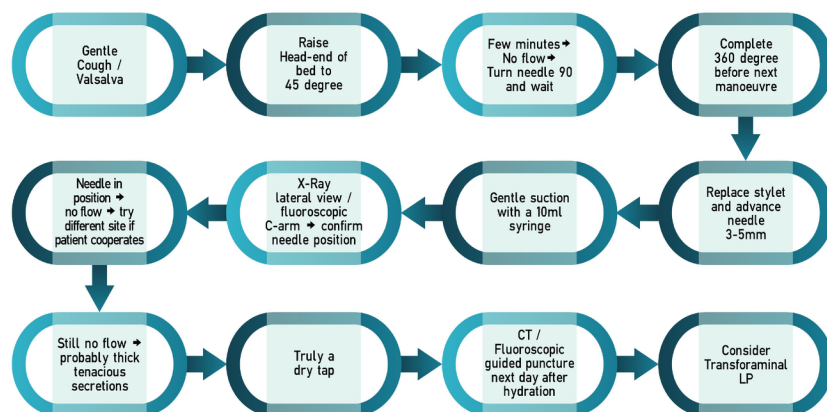 Gentle
Cough /
Valsalva
Raise
Head-end of
bed to
45 degree
Few minutes➔
No flow➔
Turn needle 90
and wait
Complete
360 degree
before next
manoeuvre
Replace stylet
and advance
needle
3-5mm
Gentle suction
with a 10ml
syringe
X-Ray
lateral view /
fluoroscopic
C-arm ➔ confirm
needle position
Needle in
position ➔
no flow ➔ try
different site if
patient cooperates
Still no flow ➔
probably thick
tenacious
secretions
Truly a
dry tap
CT /
Fluoroscopic
guided puncture
next day after
hydration
Consider
Transforaminal
LP